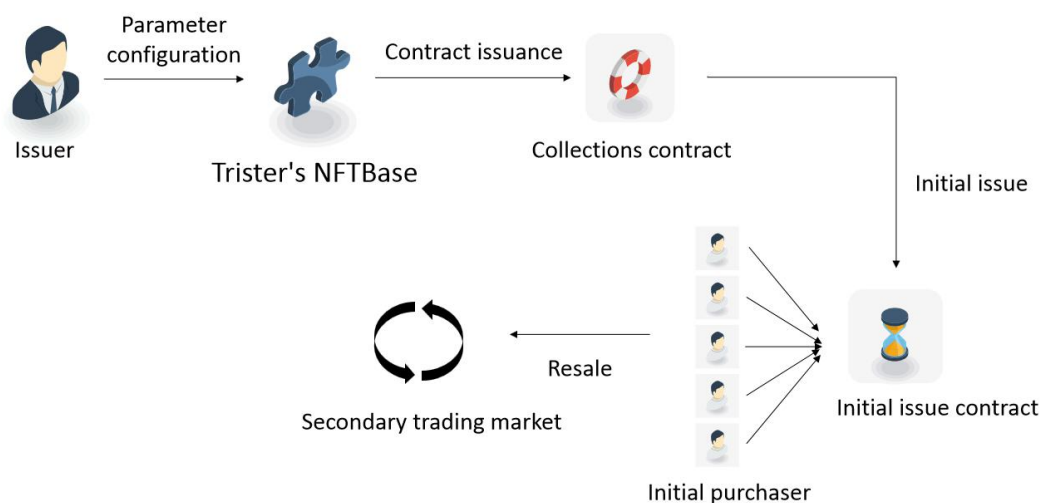 Parameter
configuration
Contract issuance
Issuer
Trister's NFTBase
Collections contract
Initial issue
Resale
Secondary trading market
Initial issue contract
Initial purchaser